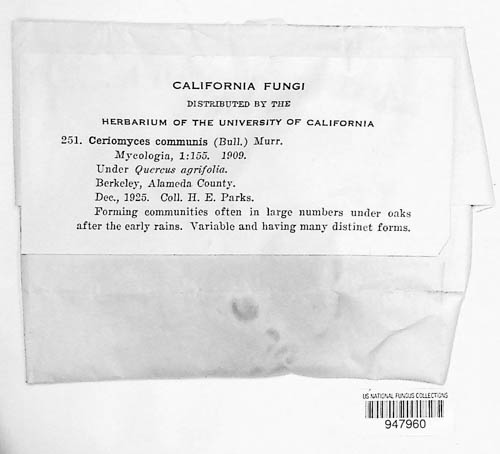 CALIFORNIA FUNGI
DISTRIBUTED BY THE
HERBARIUM OF THE UNIVERSITY OF CALIFORNIA
251. Ceriomyces communis (Bull.) Murr.
Mycologia, 1:155. 1909.
Under Quercus agrifolia.
Berkeley, Alameda County.
Dec., 1925. Coll. H. E. Parks.
Forming communities often in large numbers under oaks
after the early rains. Variable and having many distinct forms.
US NATIONAL FUNGUS COLLECTIONS
947960